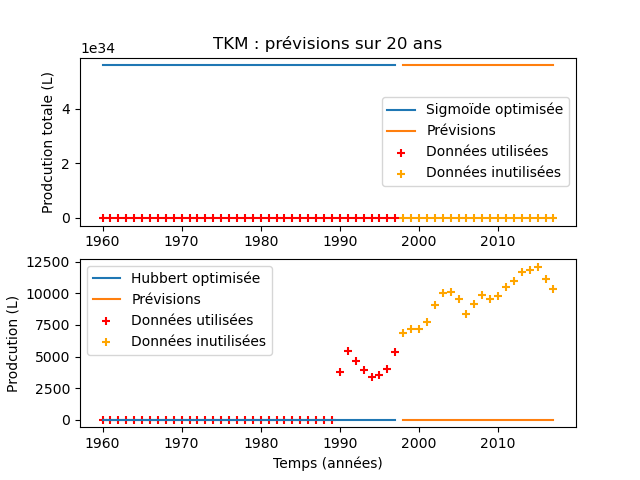 TKM : prévisions sur 20 ans
1e34
Prodcution totale (L)
4
2
0
Sigmoïde optimisée
Prévisions
Données utilisées
Données inutilisées
1960 1970 1980 1990 2000 2010
Prodcution (L)
12500
10000
7500
5000
2500
0
Hubbert optimisée
Prévisions
Données utilisées
Données inutilisées
1960 1970 1980 1990 2000 2010
Temps (années)